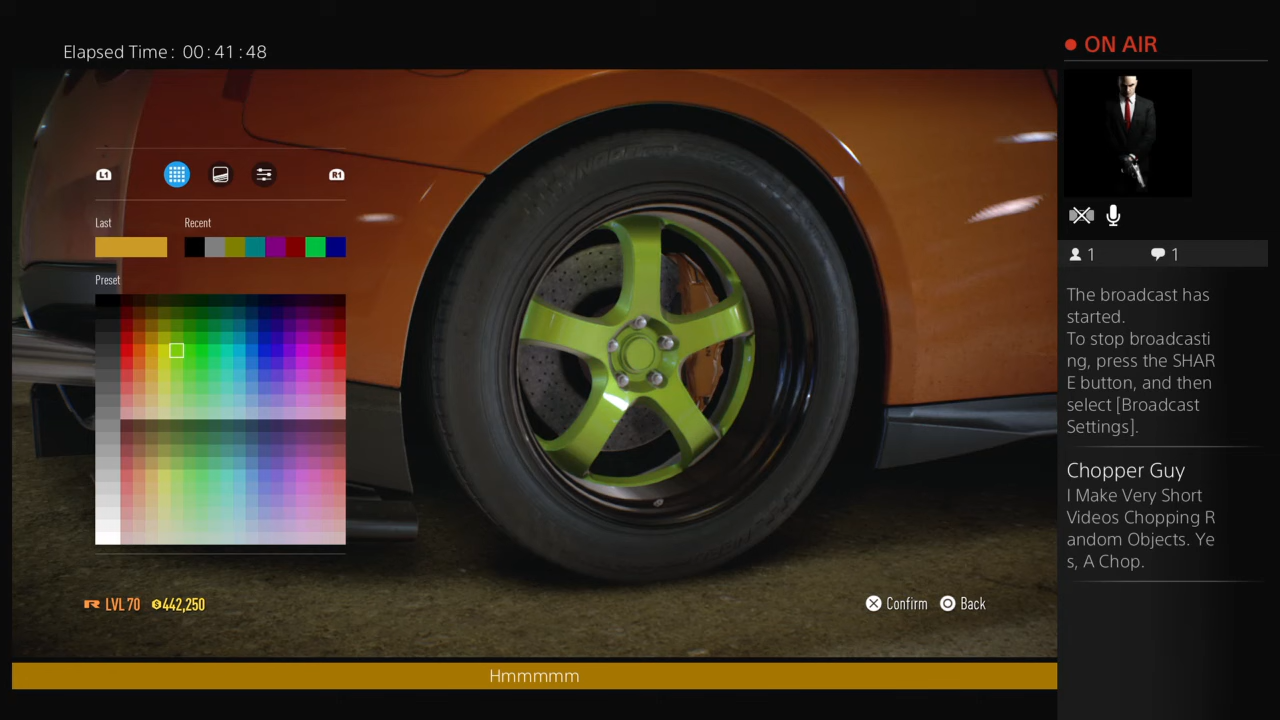 Elapsed Time: 00:41:48
ON AIR
L1
R1
Last
Recent
Preset
1
1
The broadcast has
started.
To stop broadcasti
ng, press the SHAR
E button, and then
select [Broadcast
Settings].
Chopper Guy
I Make Very Short
Videos Chopping R
andom Objects. Ye
s, A Chop.
R LVL 70
442,250
Confirm
Back
Hmmmmm